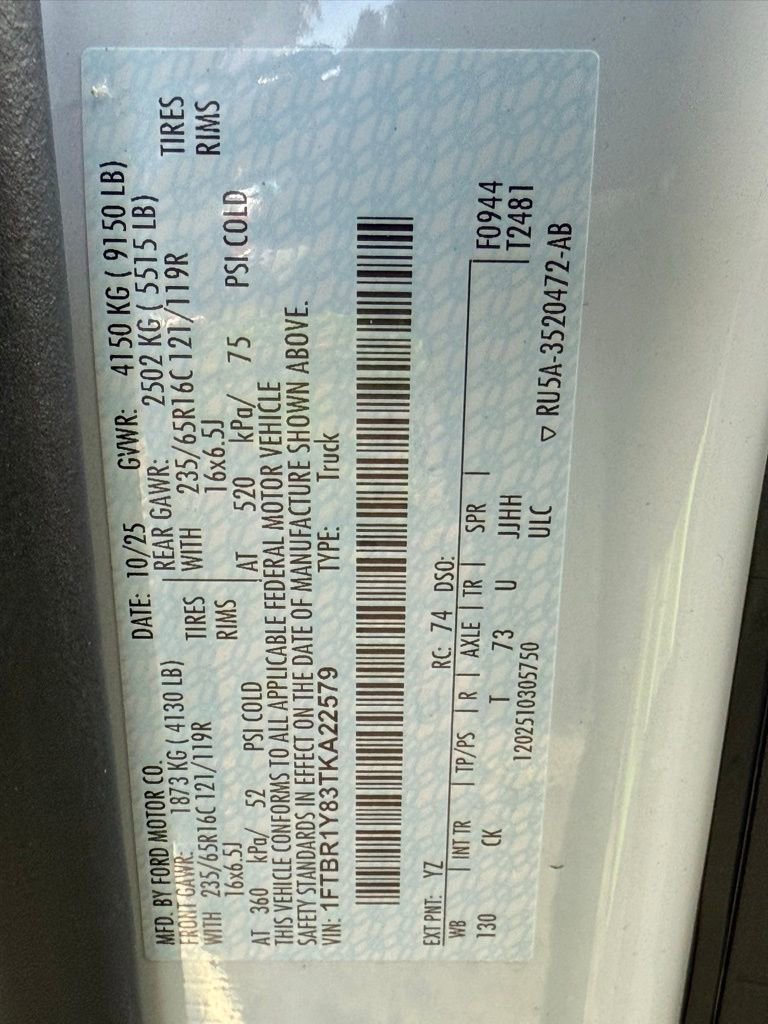 MFD. BY FORD MOTOR CO. DATE: 10/25 GVWR: 4150 KG ( 9150 LB)
FRONT GAWR: 1873 KG ( 4130 LB) REAR GAWR: 2502 KG ( 5515 LB)
WITH 235/65R16C 121/119R TIRES WITH 235/65R16C 121/119R TIRES
16x6.5J RIMS 16x6.5J RIMS
AT 360 kPa/ 52 PSI COLD AT 520 kPa/ 75 PSI COLD
THIS VEHICLE CONFORMS TO ALL APPLICABLE FEDERAL MOTOR VEHICLE
SAFETY STANDARDS IN EFFECT ON THE DATE OF MANUFACTURE SHOWN ABOVE.
VIN: 1FTBR1Y83TKA22579 TYPE: Truck
EXT PNT: YZ RC: 74 DSO:
WB INT TR TP/PS R AXLE TR SPR F0944
130 CK T 73 U JJHH T2481
1202510305750 ULC
▽ RU5A-3520472-AB